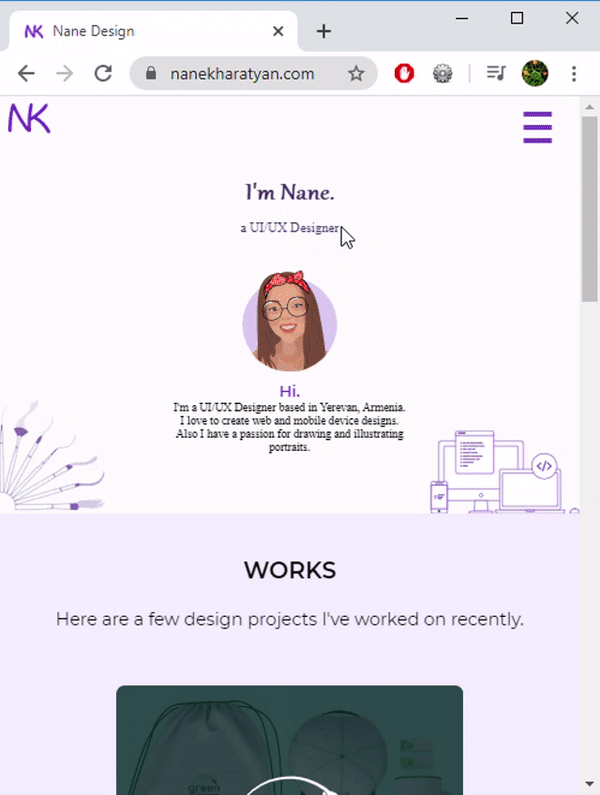 NK Nane Design
nanekharatyan.com
NK
I'm Nane.
a UI/UX Designer
Hi.
I'm a UI/UX Designer based in Yerevan, Armenia.
I love to create web and mobile device designs.
Also I have a passion for drawing and illustrating
portraits.
</>
WORKS
Here are a few design projects I've worked on recently.
green